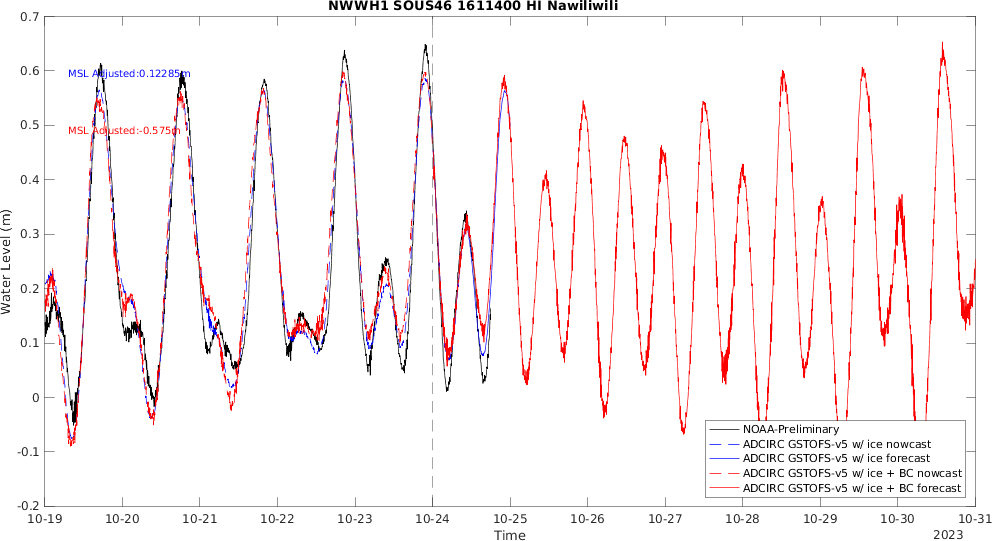 NWWH1 SOUS46 1611400 HI Nawiliwili
0.7
0.6
0.5
0.4
0.3
0.2
0.1
0
-0.1
-0.2
Water Level (m)
MSL Adjusted:0.12285m
MSL Adjusted:-0.575m
NOAA-Preliminary
ADCIRC GSTOFS-v5 w/ ice nowcast
ADCIRC GSTOFS-v5 w/ ice forecast
ADCIRC GSTOFS-v5 w/ ice + BC nowcast
ADCIRC GSTOFS-v5 w/ ice + BC forecast
10-19 10-20 10-21 10-22 10-23 10-24 10-25 10-26 10-27 10-28 10-29 10-30 10-31
Time
2023